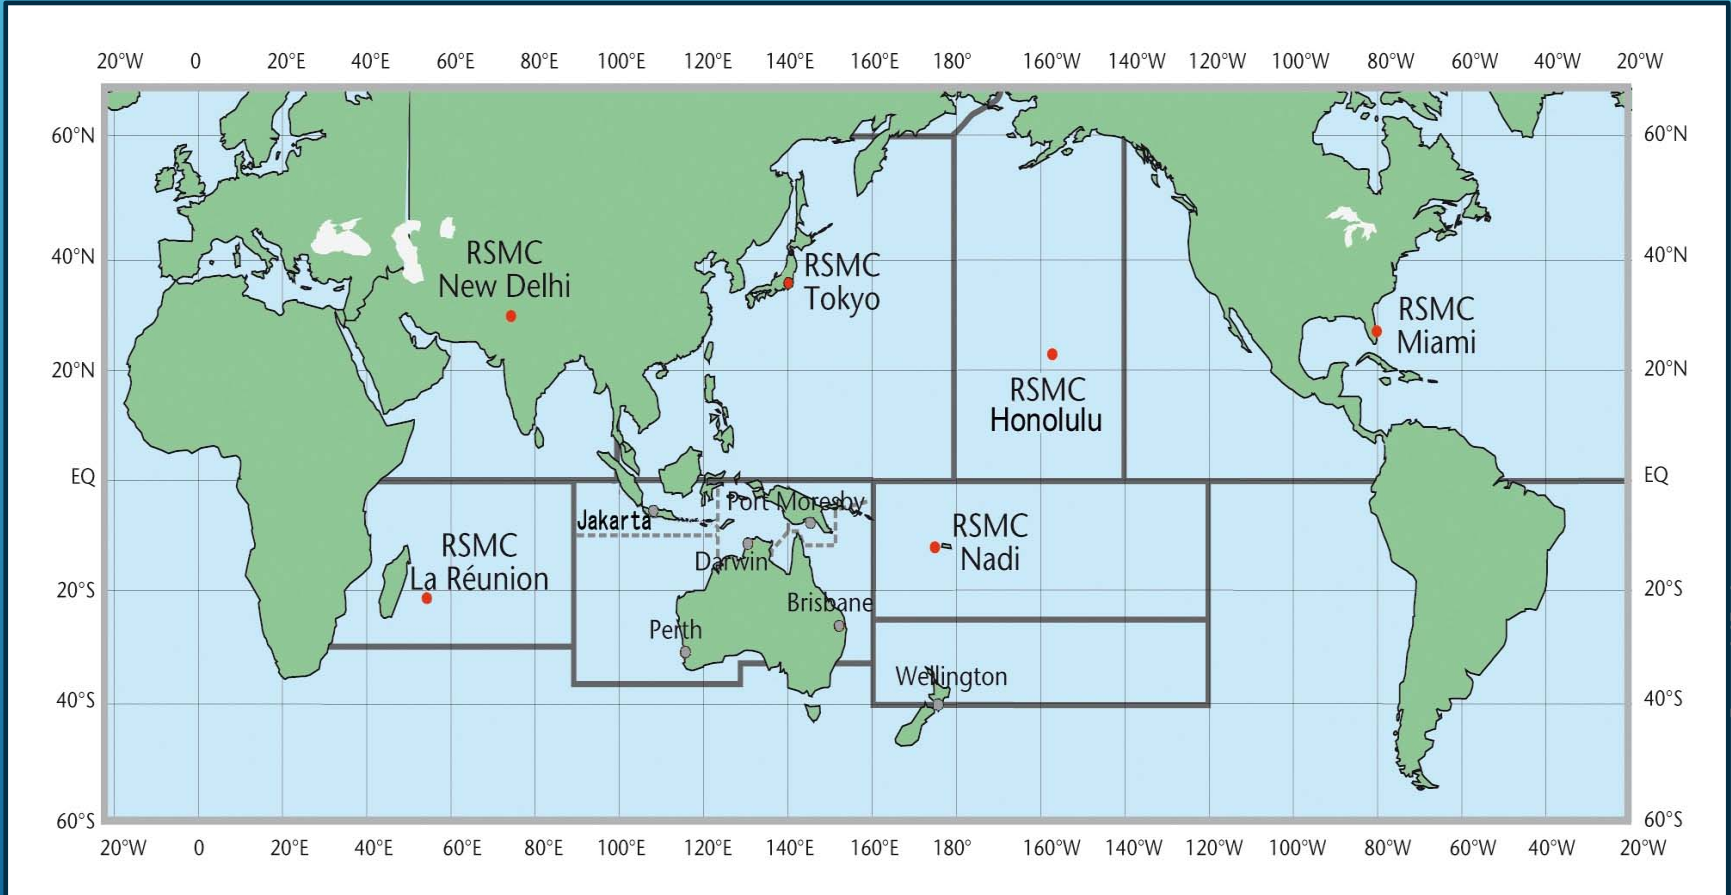 20°W 0 20°E 40°E 60°E 80°E 100°E 120°E 140°E 160°E 180° 160°W 140°W 120°W 100°W 80°W 60°W 40°W 20°W
60°N 60°N
40°N 40°N
RSMC
New Delhi
RSMC
Tokyo
RSMC
Miami
20°N 20°N
RSMC
Honolulu
EQ EQ
Port Moresby
Jakarta
RSMC
Nadi
RSMC
La Réunion
Darwin
20°S 20°S
Brisbane
Perth
Wellington
40°S 40°S
60°S 60°S
20°W 0 20°E 40°E 60°E 80°E 100°E 120°E 140°E 160°E 180° 160°W 140°W 120°W 100°W 80°W 60°W 40°W 20°W